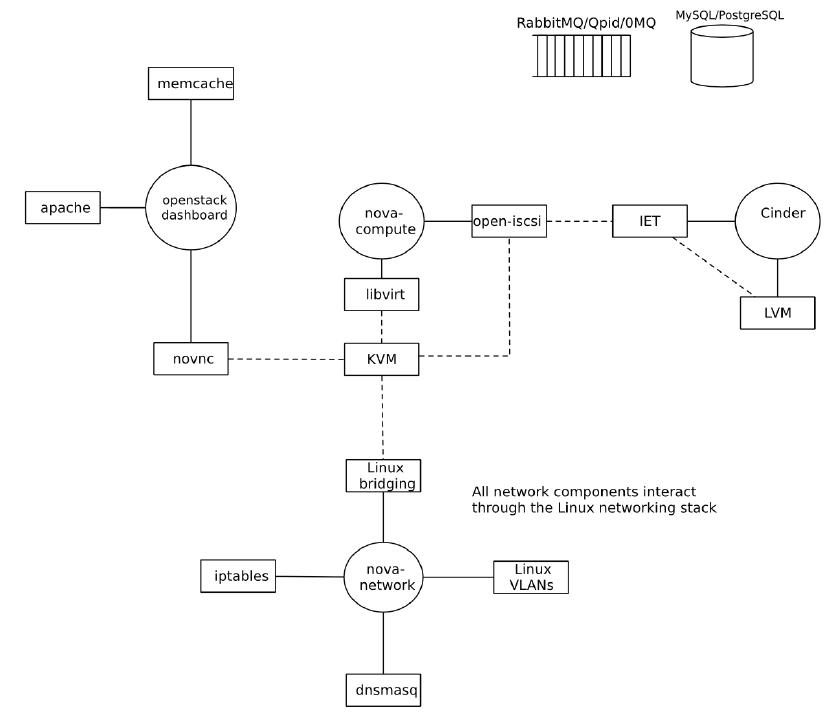 RabbitMQ/Qpid/0MQ
MySQL/PostgreSQL
memcache
apache
openstack
dashboard
nova-
compute
open-iscsi
IET
Cinder
libvirt
LVM
novnc
KVM
Linux
bridging
All network components interact
through the Linux networking stack
iptables
nova-
network
Linux
VLANs
dnsmasq